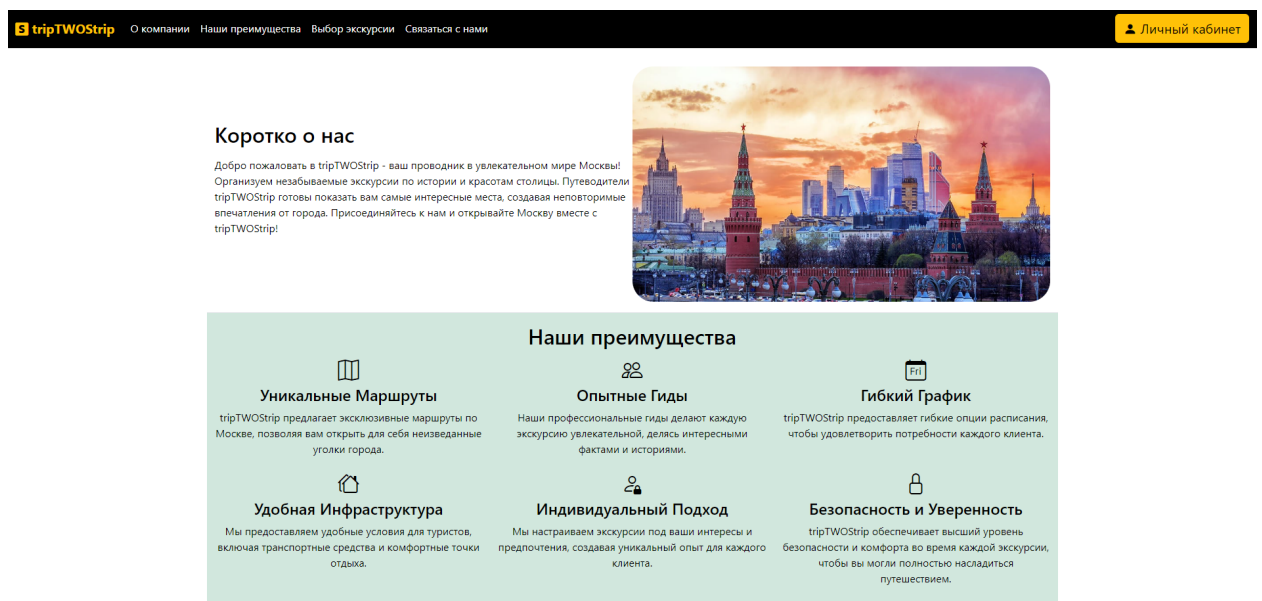 S tripTWOStrip О компании Наши преимущества Выбор экскурсии Связаться с нами Личный кабинет
Коротко о нас
Добро пожаловать в tripTWOStrip - ваш проводник в увлекательном мире Москвы!
Организуем незабываемые экскурсии по истории и красотам столицы. Путеводители
tripTWOStrip готовы показать вам самые интересные места, создавая неповторимые
впечатления от города. Присоединяйтесь к нам и открывайте Москву вместе с
tripTWOStrip!
Наши преимущества
Уникальные Маршруты
tripTWOStrip предлагает эксклюзивные маршруты по
Москве, позволяя вам открыть для себя неизведанные
уголки города.
Опытные Гиды
Наши профессиональные гиды делают каждую
экскурсию увлекательной, делясь интересными
фактами и историями.
Fri
Гибкий График
tripTWOStrip предоставляет гибкие опции расписания,
чтобы удовлетворить потребности каждого клиента.
Удобная Инфраструктура
Мы предоставляем удобные условия для туристов,
включая транспортные средства и комфортные точки
отдыха.
Индивидуальный Подход
Мы настраиваем экскурсии под ваши интересы и
предпочтения, создавая уникальный опыт для каждого
клиента.
Безопасность и Уверенность
tripTWOStrip обеспечивает высший уровень
безопасности и комфорта во время каждой экскурсии,
чтобы вы могли полностью насладиться
путешествием.